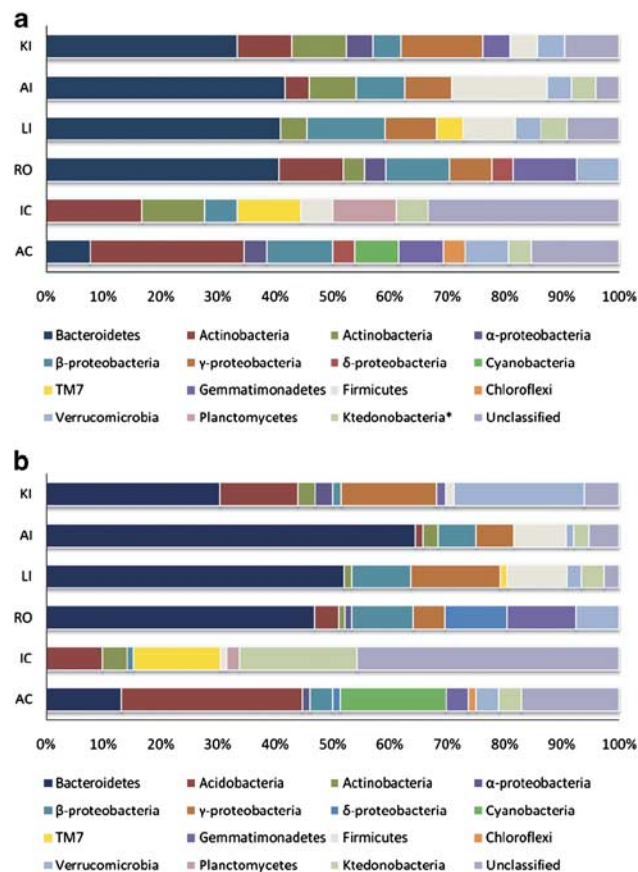 a
KI
AI
LI
RO
IC
AC
0% 10% 20% 30% 40% 50% 60% 70% 80% 90% 100%
Bacteroidetes Actinobacteria Actinobacteria α-proteobacteria
β-proteobacteria γ-proteobacteria δ-proteobacteria Cyanobacteria
TM7 Gemmatimonadetes Firmicutes Chloroflexi
Verrucomicrobia Planctomycetes Ktedonobacteria* Unclassified
b
KI
AI
LI
RO
IC
AC
0% 10% 20% 30% 40% 50% 60% 70% 80% 90% 100%
Bacteroidetes Acidobacteria Actinobacteria α-proteobacteria
β-proteobacteria γ-proteobacteria δ-proteobacteria Cyanobacteria
TM7 Gemmatimonadetes Firmicutes Chloroflexi
Verrucomicrobia Planctomycetes Ktedonobacteria Unclassified